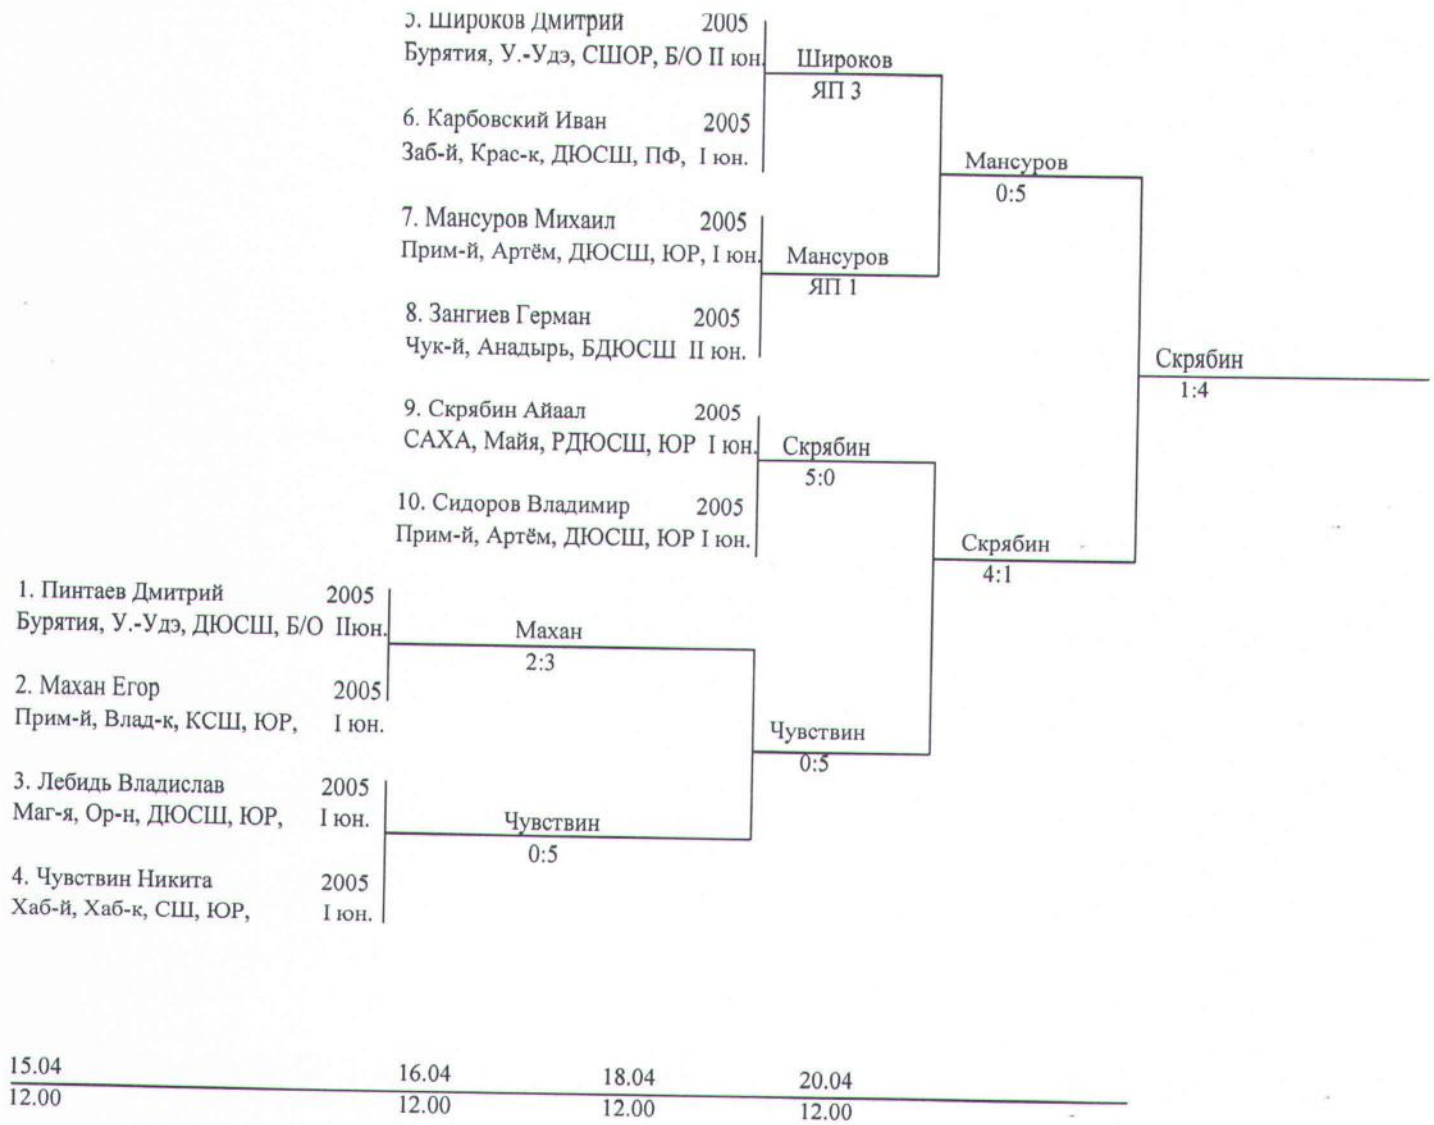 5. Широков Дмитрий 2005
Бурятия, У.-Удэ, СШОР, Б/О II юн.
Широков
ЯП 3
6. Карбовский Иван 2005
Заб-й, Крас-к, ДЮСШ, ПФ, I юн.
Мансуров
0:5
7. Мансуров Михаил 2005
Прим-й, Артём, ДЮСШ, ЮР, I юн.
Мансуров
ЯП 1
8. Зангиев Герман 2005
Чук-й, Анадырь, БДЮСШ II юн.
Скрябин
1:4
9. Скрябин Айаал 2005
САХА, Майя, РДЮСШ, ЮР I юн.
Скрябин
5:0
10. Сидоров Владимир 2005
Прим-й, Артём, ДЮСШ, ЮР I юн.
Скрябин
4:1
1. Пинтаев Дмитрий 2005
Бурятия, У.-Удэ, ДЮСШ, Б/О IIюн.
Махан
2:3
2. Махан Егор 2005
Прим-й, Влад-к, КСШ, ЮР, I юн.
Чувствин
0:5
3. Лебидь Владислав 2005
Маг-я, Ор-н, ДЮСШ, ЮР, I юн.
Чувствин
0:5
4. Чувствин Никита 2005
Хаб-й, Хаб-к, СШ, ЮР, I юн.
15.04 16.04 18.04 20.04
12.00 12.00 12.00 12.00